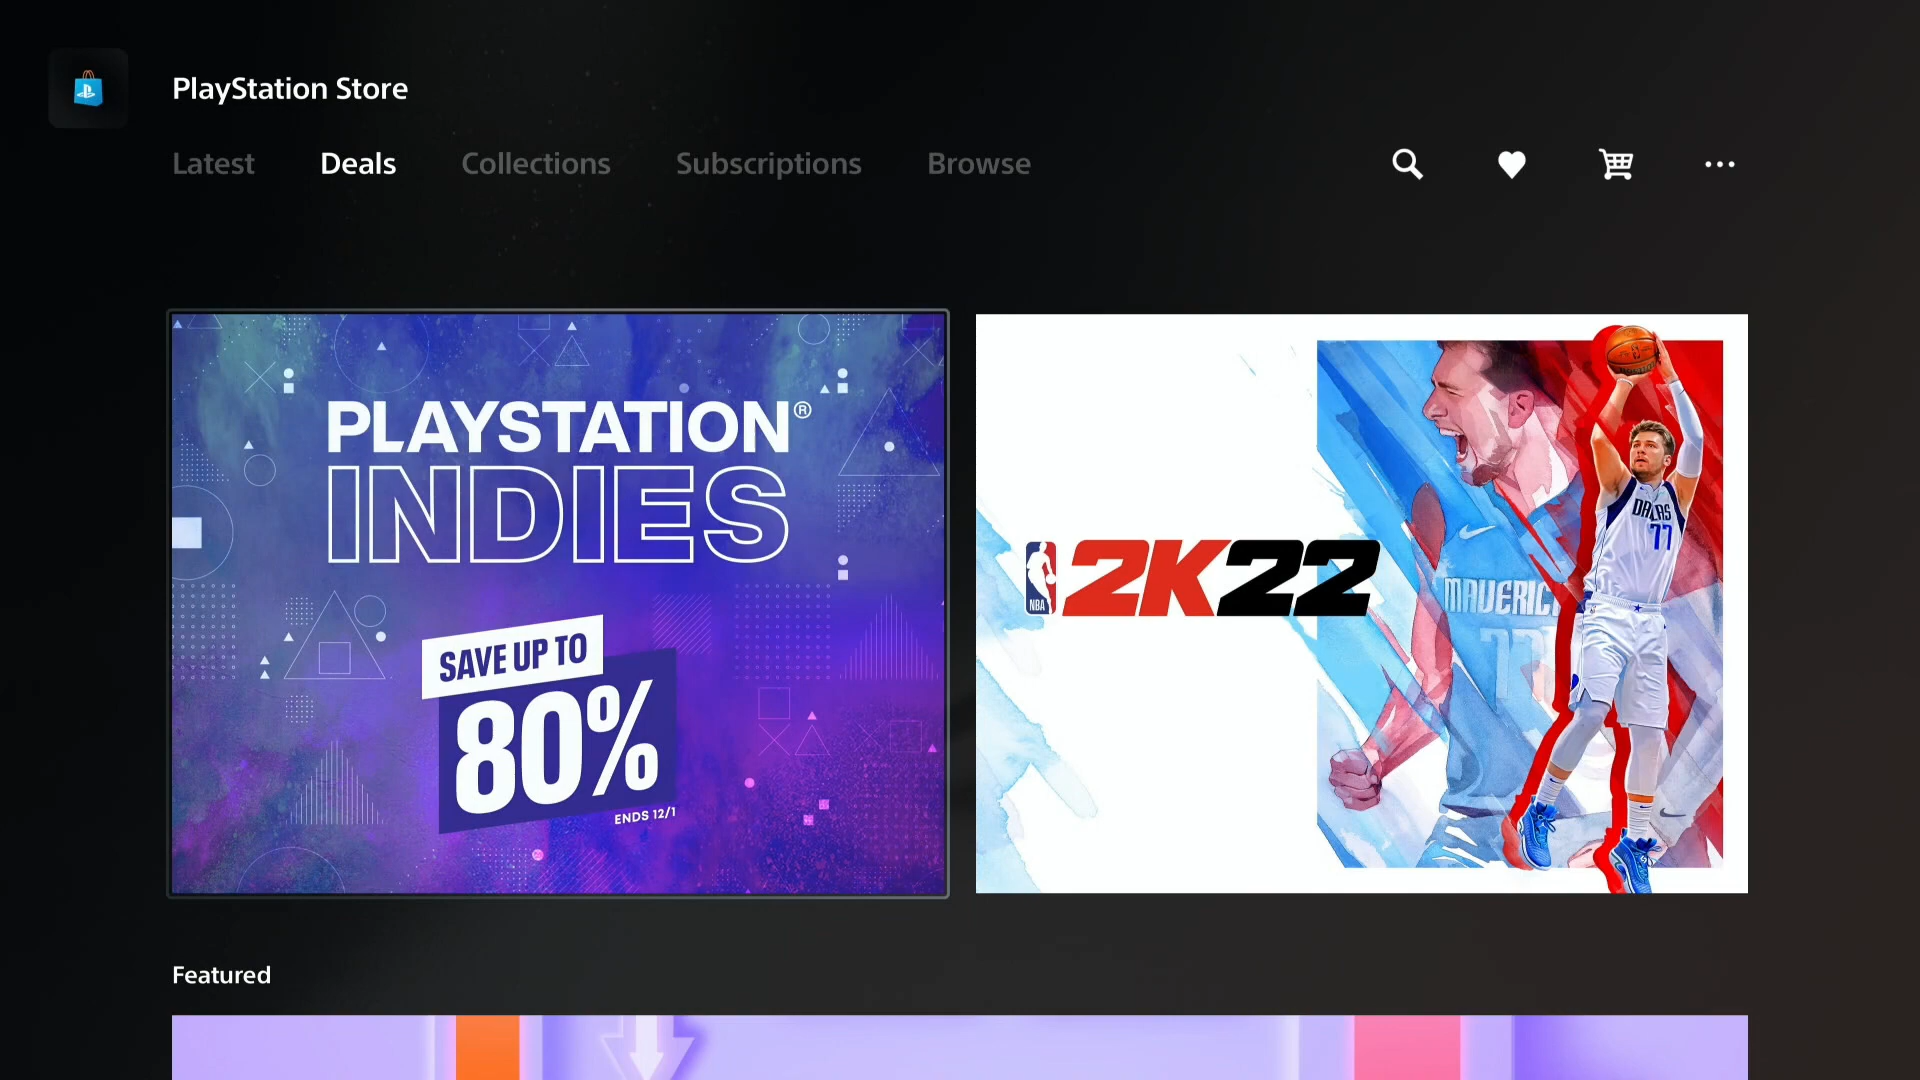 PlayStation Store
Latest
Deals
Collections
Subscriptions
Browse
PLAYSTATION®
INDIES
SAVE UP TO
80%
ENDS 12/1
NBA 2K22
DALLAS
77
77
Featured